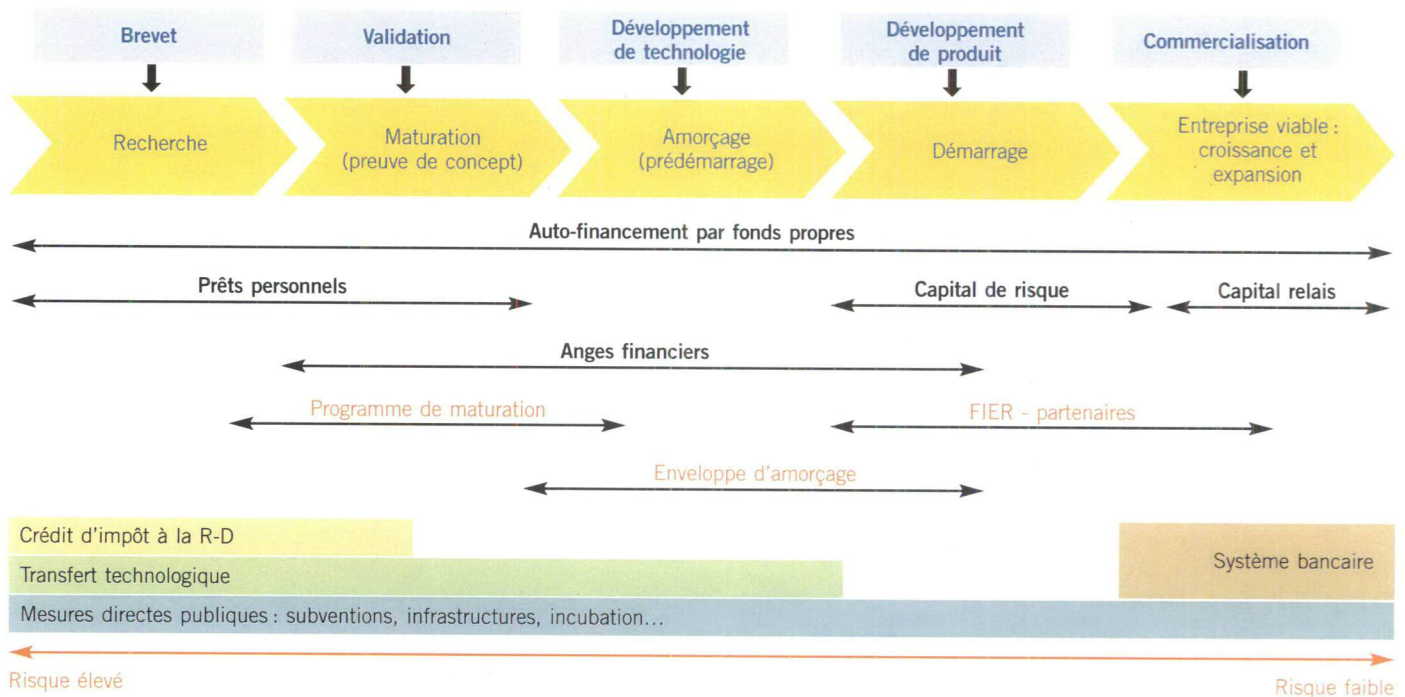 Brevet
Validation
Développement
de technologie
Développement
de produit
Commercialisation
Recherche
Maturation
(preuve de concept)
Amorçage
(prédémarrage)
Démarrage
Entreprise viable :
croissance et
expansion
Auto-financement par fonds propres
Prêts personnels
Capital de risque
Capital relais
Anges financiers
Programme de maturation
FIER - partenaires
Enveloppe d'amorçage
Crédit d'impôt à la R-D
Système bancaire
Transfert technologique
Mesures directes publiques : subventions, infrastructures, incubation...
Risque élevé
Risque faible